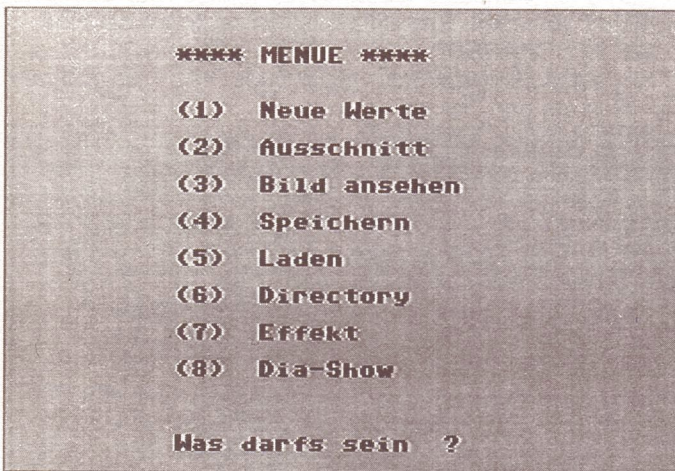 **** MENUE ****
(1) Neue Werte
(2) Ausschnitt
(3) Bild ansehen
(4) Speichern
(5) Laden
(6) Directory
(7) Effekt
(8) Dia-Show
Was darfs sein ?